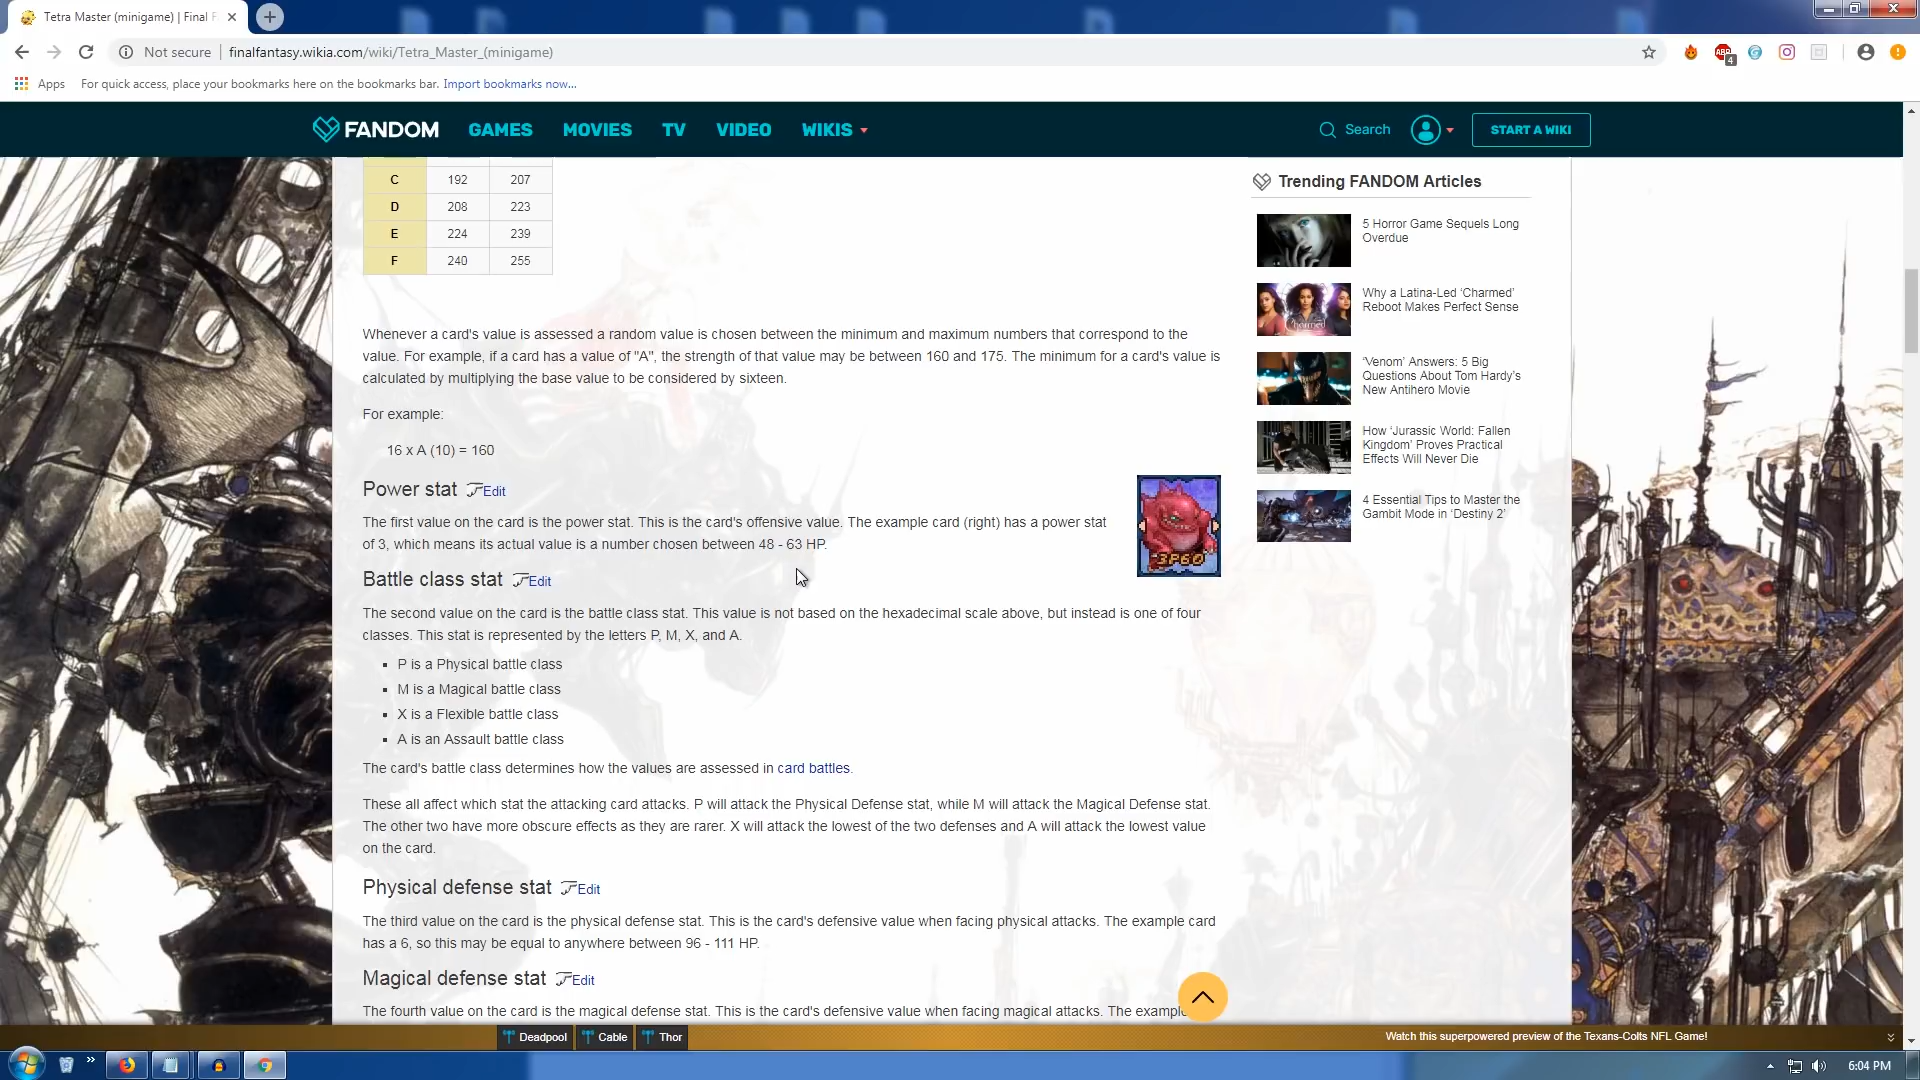 Tetra Master (minigame) | Final F
Not secure | finalfantasy.wikia.com/wiki/Tetra_Master_(minigame)
ABP
4
Apps For quick access, place your bookmarks here on the bookmarks bar. Import bookmarks now...
FANDOM GAMES MOVIES TV VIDEO WIKIS Search START A WIKI
C 192 207
D 208 223
E 224 239
F 240 255
Whenever a card's value is assessed a random value is chosen between the minimum and maximum numbers that correspond to the
value. For example, if a card has a value of "A", the strength of that value may be between 160 and 175. The minimum for a card's value is
calculated by multiplying the base value to be considered by sixteen.
For example:
16 x A (10) = 160
Power stat Edit
The first value on the card is the power stat. This is the card's offensive value. The example card (right) has a power stat
of 3, which means its actual value is a number chosen between 48 - 63 HP.
3P60
Battle class stat Edit
The second value on the card is the battle class stat. This value is not based on the hexadecimal scale above, but instead is one of four
classes. This stat is represented by the letters P, M, X, and A.
▪ P is a Physical battle class
▪ M is a Magical battle class
▪ X is a Flexible battle class
▪ A is an Assault battle class
The card's battle class determines how the values are assessed in card battles.
These all affect which stat the attacking card attacks. P will attack the Physical Defense stat, while M will attack the Magical Defense stat.
The other two have more obscure effects as they are rarer. X will attack the lowest of the two defenses and A will attack the lowest value
on the card.
Physical defense stat Edit
The third value on the card is the physical defense stat. This is the card's defensive value when facing physical attacks. The example card
has a 6, so this may be equal to anywhere between 96 - 111 HP.
Magical defense stat Edit
The fourth value on the card is the magical defense stat. This is the card's defensive value when facing magical attacks. The example
Trending FANDOM Articles
5 Horror Game Sequels Long
Overdue
Charmed
Why a Latina-Led ‘Charmed’
Reboot Makes Perfect Sense
‘Venom’ Answers: 5 Big
Questions About Tom Hardy’s
New Antihero Movie
How ‘Jurassic World: Fallen
Kingdom’ Proves Practical
Effects Will Never Die
4 Essential Tips to Master the
Gambit Mode in ‘Destiny 2’
Deadpool Cable Thor Watch this superpowered preview of the Texans-Colts NFL Game!
6:04 PM